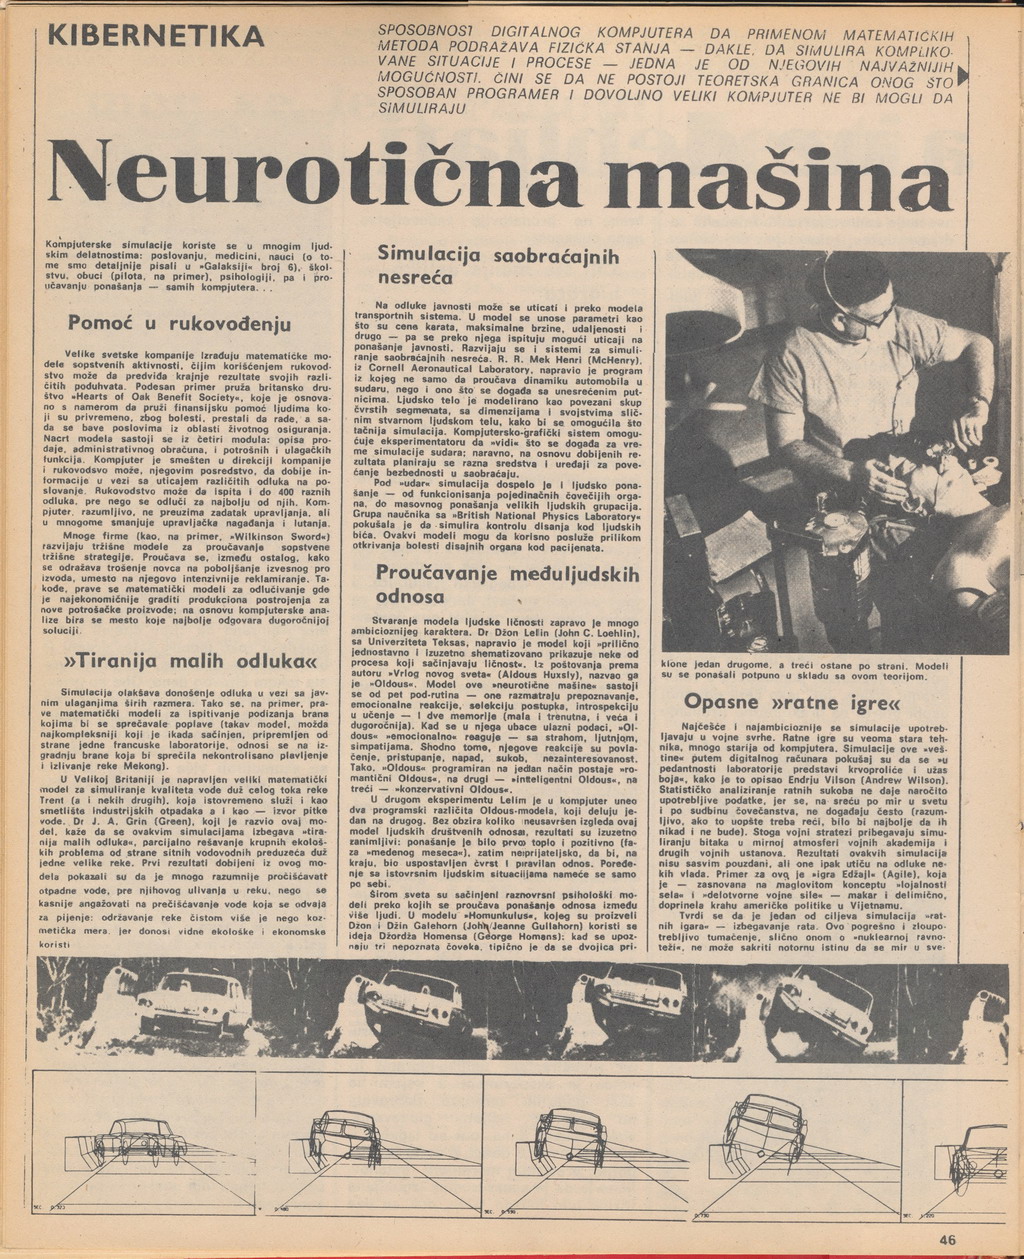 KIBERNETIKA
SPOSOBNOST DIGITALNOG KOMPJUTERA DA PRIMENOM MATEMATIČKIH
METODA PODRAŽAVA FIZIČKA STANJA — DAKLE, DA SIMULIRA KOMPLIKO-
VANE SITUACIJE I PROCESE — JEDNA JE OD NJEGOVIH NAJVAŽNIJIH
MOGUĆNOSTI. ČINI SE DA NE POSTOJI TEORETSKA GRANICA ONOG ŠTO
SPOSOBAN PROGRAMER I DOVOLJNO VELIKI KOMPJUTER NE BI MOGLI DA
SIMULIRAJU
Neurotična mašina
Kompjuterske simulacije koriste se u mnogim ljud-
skim delatnostima: poslovanju, medicini, nauci (o to-
me smo detaljnije pisali u »Galaksiji« broj 6), škol-
stvu, obuci (pilota, na primer), psihologiji, pa i pro-
učavanju ponašanja — samih kompjutera. . .
Pomoć u rukovođenju
Velike svetske kompanije izrađuju matematičke mo-
dele sopstvenih aktivnosti, čijim korišćenjem rukovod-
stvo može da predviđa krajnje rezultate svojih razli-
čitih poduhvata. Podesan primer pruža britansko dru-
štvo »Hearts of Oak Benefit Society«, koje je osnova-
no s namerom da pruži finansijsku pomoć ljudima ko-
ji su privremeno, zbog bolesti, prestali da rade, a sa-
da se bave poslovima iz oblasti životnog osiguranja.
Nacrt modela sastoji se iz četiri modula: opisa pro-
daje, administrativnog obračuna, i potrošnih i ulagačkih
funkcija. Kompjuter je smešten u direkciji kompanije
i rukovodsvo može, njegovim posredstvo, da dobije in-
formacije u vezi sa uticajem različitih odluka na po-
slovanje. Rukovodstvo može da ispita i do 400 raznih
odluka, pre nego se odluči za najbolju od njih. Kom-
pjuter, razumljivo, ne preuzima zadatak upravljanja, ali
u mnogome smanjuje upravljačka nagađanja i lutanja.
Mnoge firme (kao, na primer, »Wilkinson Sword«)
razvijaju tržišne modele za proučavanje sopstvene
tržišne strategije. Proučava se, između ostalog, kako
se odražava trošenje novca na poboljšanje izvesnog pro
izvoda, umesto na njegovo intenzivnije reklamiranje. Ta-
kođe, prave se matematički modeli za odlučivanje gde
je najekonomičnije graditi produkciona postrojenja za
nove potrošačke proizvode; na osnovu kompjuterske ana-
lize bira se mesto koje najbolje odgovara dugoročnijoj
soluciji.
»Tiranija malih odluka«
Simulacija olakšava donošenje odluka u vezi sa jav-
nim ulaganjima širih razmera. Tako se, na primer, pra-
ve matematički modeli za ispitivanje podizanja brana
kojima bi se sprečavale poplave (takav model, možda
najkompleksniji koji je ikada sačinjen, pripremljen od
strane jedne francuske laboratorije, odnosi se na iz-
gradnju brane koja bi sprečila nekontrolisano plavljenje
i izlivanje reke Mekong).
U Velikoj Britaniji je napravljen veliki matematički
model za simuliranje kvaliteta vode duž celog toka reke
Trent (a i nekih drugih), koja istovremeno služi i kao
smetlište industrijskih otpadaka a i kao — izvor pitke
vode. Dr J. A. Grin (Green), koji je razvio ovaj mo-
del, kaže da se ovakvim simulacijama izbegava »tira-
nija malih odluka«, parcijalno rešavanje krupnih ekološ-
kih problema od strane sitnih vodovodnih preduzeća duž
jedne velike reke. Prvi rezultati dobijeni iz ovog mo-
dela pokazali su da je mnogo razumnije pročišćavati
otpadne vode, pre njihovog ulivanja u reku, nego se
kasnije angažovati na prečišćavanje vode koja se odvaja
za pijenje: održavanje reke čistom više je nego koz-
metička mera, jer donosi vidne ekološke i ekonomske
koristi
Simulacija saobraćajnih
nesreća
Na odluke javnosti može se uticati i preko modela
transportnih sistema. U model se unose parametri kao
što su cene karata, maksimalne brzine, udaljenosti i
drugo — pa se preko njega ispituju mogući uticaji na
ponašanje javnosti. Razvijaju se i sistemi za simuli-
ranje saobraćajnih nesreća. R. R. Mek Henri (McHenry),
iz Cornell Aeronautical Laboratory, napravio je program
iz kojeg ne samo da proučava dinamiku automobila u
sudaru, nego i ono što se događa sa unesrećenim put-
nicima. Ljudsko telo je modelirano kao povezani skup
čvrstih segmenata, sa dimenzijama i svojstvima slič-
nim stvarnom ljudskom telu, kako bi se omogućila što
tačnija simulacija. Kompjutersko-grafički sistem omogu-
ćuje eksperimentatoru da »vidi« što se događa za vre-
me simulacije sudara; naravno, na osnovu dobijenih re-
zultata planiraju se razna sredstva i uređaji za pove-
ćanje bezbednosti u saobraćaju.
Pod »udar« simulacija dospelo je i ljudsko pona-
šanje — od funkcionisanja pojedinačnih čovečijih orga-
na, do masovnog ponašanja velikih ljudskih grupacija.
Grupa naučnika sa »British National Physics Laboratory«
pokušala je da simulira kontrolu disanja kod ljudskih
bića. Ovakvi modeli mogu da korisno posluže prilikom
otkrivanja bolesti disajnih organa kod pacijenata.
Proučavanje međuljudskih
odnosa
Stvaranje modela ljudske ličnosti zapravo je mnogo
ambicioznijeg karaktera. Dr Džon Lelin (John C. Loehlin),
sa Univerziteta Teksas, napravio je model koji »prilično
jednostavno i izuzetno shematizovano prikazuje neke od
procesa koji sačinjavaju ličnost«. Iz poštovanja prema
autoru »Vrlog novog sveta« (Aldous Huxsly), nazvao ga
je »Oldous«. Model ove »neurotične mašine« sastoji
se od pet pod-rutina — one razmatraju prepoznavanje,
emocionalne reakcije, selekciju postupka, introspekciju
u učenje — i dve memorije (mala i trenutna, i veća i
dugoročnija). Kad se u njega ubace ulazni podaci, »Ol-
dous« »emocionalno« reaguje — sa strahom, ljutnjom,
simpatijama. Shodno tome, njegove reakcije su povla-
čenje, pristupanje, napad, sukob, nezainteresovanost.
Tako, »Oldous« programiran na jedan način postaje »ro-
mantični Oldous«, na drugi — »inteligentni Oldous«, na
treći — »konzervativni Oldous«.
U drugom eksperimentu Lelim je u kompjuter uneo
dva programski različita Oldous-modela, koji deluju je-
dan na drugog. Bez obzira koliko neusavršen izgleda ovaj
model ljudskih društvenih odnosa, rezultati su izuzetno
zanimljivi: ponašanje je bilo prvo toplo i pozitivno (fa-
za »medenog meseca«), zatim neprijateljsko, da bi, na
kraju, bio uspostavljen čvrst i piravilan odnos. Poređe-
nje sa istovrsnim ljudskim situacijama nameće se samo
po sebi.
Širom sveta su sačinjeni raznovrsni psihološki mo-
deli preko kojih se proučava ponašanje odnosa između
više ljudi. U modelu »Homunkulus«, kojeg su proizveli
Džon i Džin Galehorn (John/Jeanne Gullahorn) koristi se
ideja Džordža Homensa (George Homans): kad se upoz-
naju tri nepoznata čoveka, tipično je da se dvojica pri-
klone jedan drugome, a treći ostane po strani. Modeli
su se ponašali potpuno u skladu sa ovom teorijom.
Opasne »ratne igre«
Najčešće i najambicioznije se simulacije upotreb-
ljavaju u vojne svrhe. Ratne igre su veoma stara teh-
nika, mnogo starija od kompjutera. Simulacije ove »veš-
tine« putem digitalnog računara pokušaj su da se »u
pedantnosti laboratorije predstavi krvoproliće i užas
boja«, kako je to opisao Endrju Vilson (Andrew Wilson).
Statističko analiziranje ratnih sukoba ne daje naročito
upotrebljive podatke, jer se, na sreću po mir u svetu
i po sudbinu čovečanstva, ne događaju često (razum-
ljivo, ako to uopšte treba reći, bilo bi najbolje da ih
nikad i ne bude). Stoga vojni stratezi pribegavaju simu-
liranju bitaka u mirnoj atmosferi vojnih akademija i
drugih vojnih ustanova. Rezultati ovakvih simulacija
nisu sasvim pouzdani, ali one ipak utiču na odluke ne-
kih vlada. Primer za ovo je »igra Edžajl« (Agile), koja
je — zasnovana na maglovitom konceptu »lojalnosti
sela« i »delotvorne vojne sile« — makar i delimično,
doprinela krahu američke politike u Vijetnamu.
Tvrdi se da je jedan od ciljeva simulacija »rat-
nih igara« — izbegavanje rata. Ovo pogrešno i zloupo-
trebljivo tumačenje, slično onom o »nuklearnoj ravno-
teži«, ne može sakriti notornu istinu da se mir u sve-
46